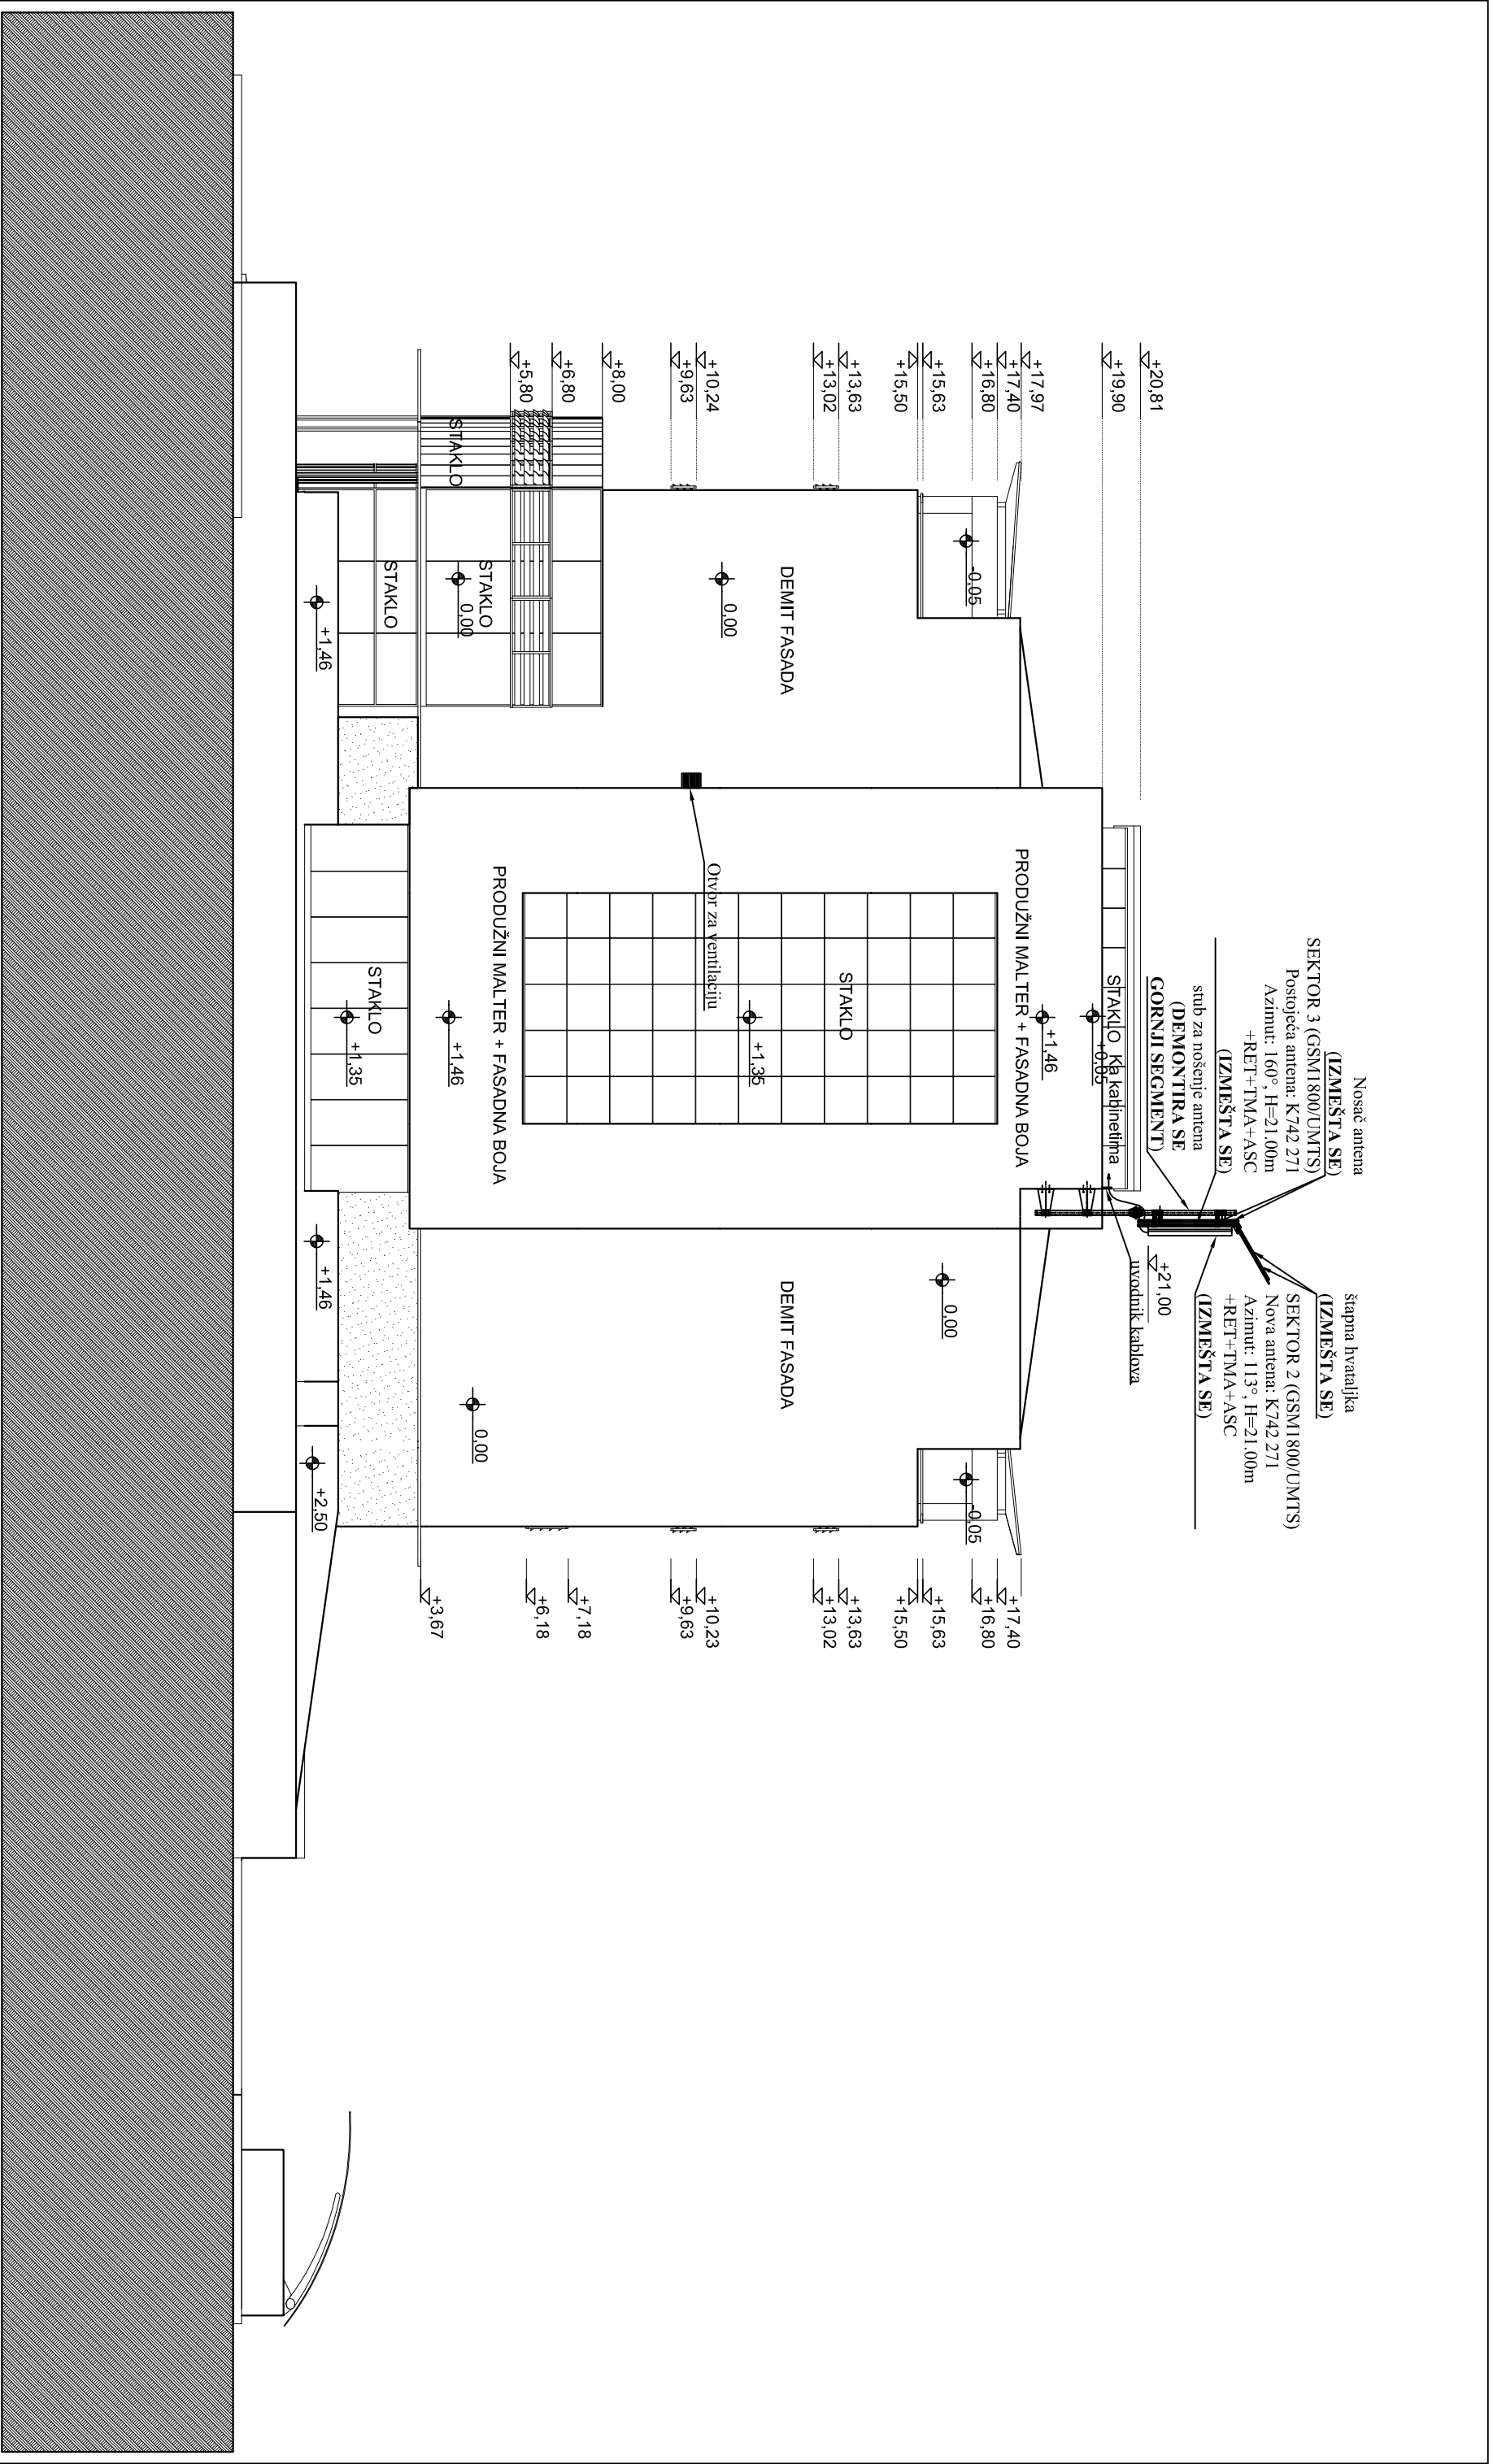 Nosač antena
(IZMEŠTA SE)
SEKTOR 3 (GSM1800/UMTS)
Postojeća antena: K742 271
Azimut: 160°, H=21.00m
+RET+TMA+ASC
(IZMEŠTA SE)
stub za nošenje antena
(DEMONTIRA SE
GORNJI SEGMENT)
štapna hvataljka
(IZMEŠTA SE)
SEKTOR 2 (GSM1800/UMTS)
Nova antena: K742 271
Azimut: 113°, H=21.00m
+RET+TMA+ASC
(IZMEŠTA SE)
+21,00
uvodnik kablova
+20,81
+19,90
+17,97
+17,40
+16,80
+15,63
+15,50
+13,63
+13,02
+10,24
+9,63
+8,00
+6,80
+5,80
STAKLO Ka kabinetima
+0,05
+1,46
PRODUŽNI MALTER + FASADNA BOJA
-0,05
DEMIT FASADA
0,00
STAKLO
+1,35
Otvor za ventilaciju
PRODUŽNI MALTER + FASADNA BOJA
+1,46
STAKLO
STAKLO
0,00
STAKLO
+1,46
STAKLO
+1,35
0,00
DEMIT FASADA
0,00
-0,05
+1,46
+2,50
+17,40
+16,80
+15,63
+15,50
+13,63
+13,02
+10,23
+9,63
+7,18
+6,18
+3,67